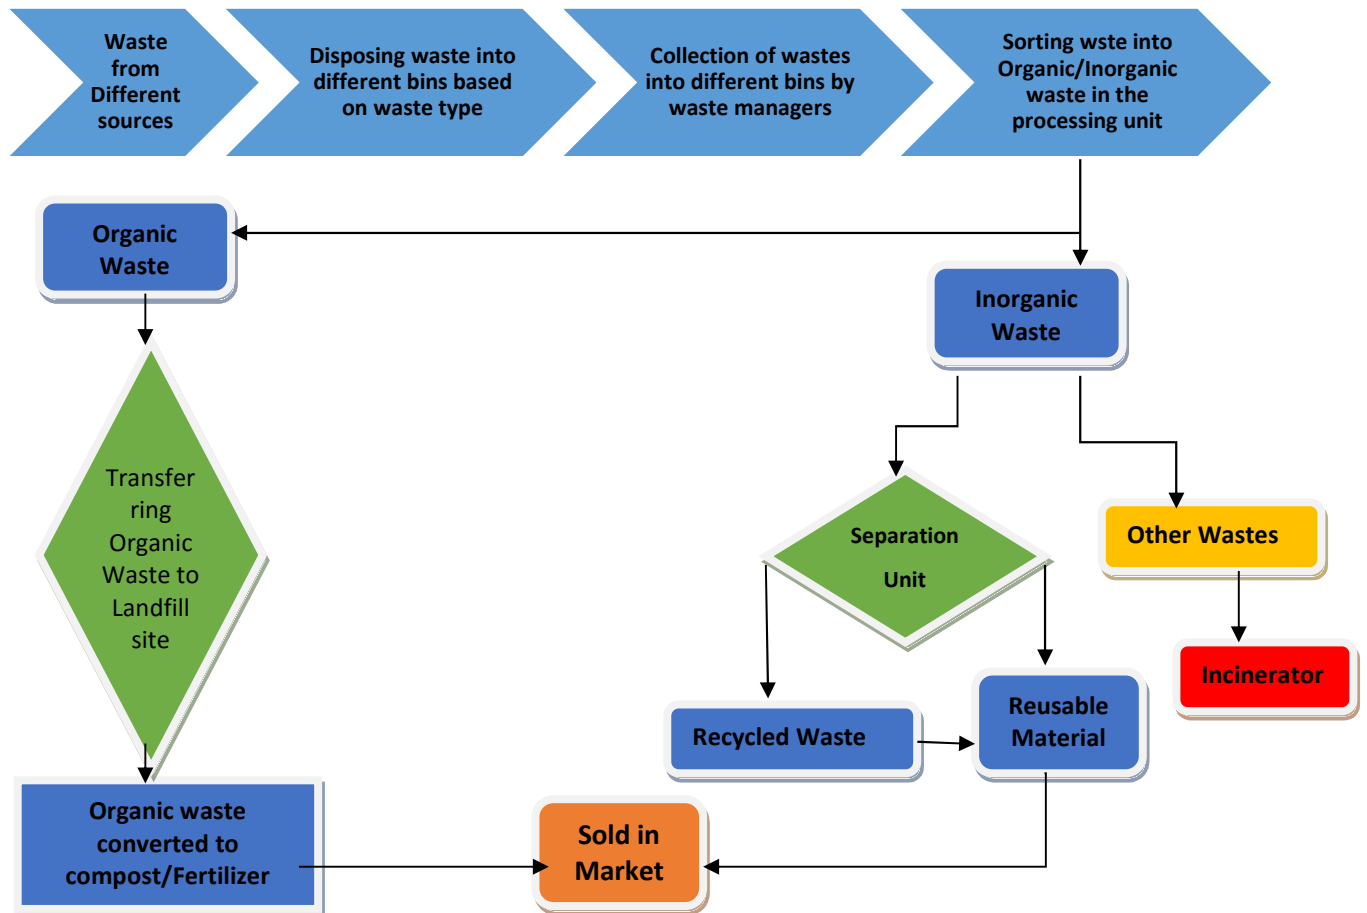 Waste
from
Different
sources
Disposing waste into
different bins based
on waste type
Collection of wastes
into different bins by
waste managers
Sorting wste into
Organic/Inorganic
waste in the
processing unit
Organic
Waste
Inorganic
Waste
Transfer
ring
Organic
Waste to
Landfill
site
Separation
Unit
Other Wastes
Incinerator
Recycled Waste
Reusable
Material
Organic waste
converted to
compost/Fertilizer
Sold in
Market